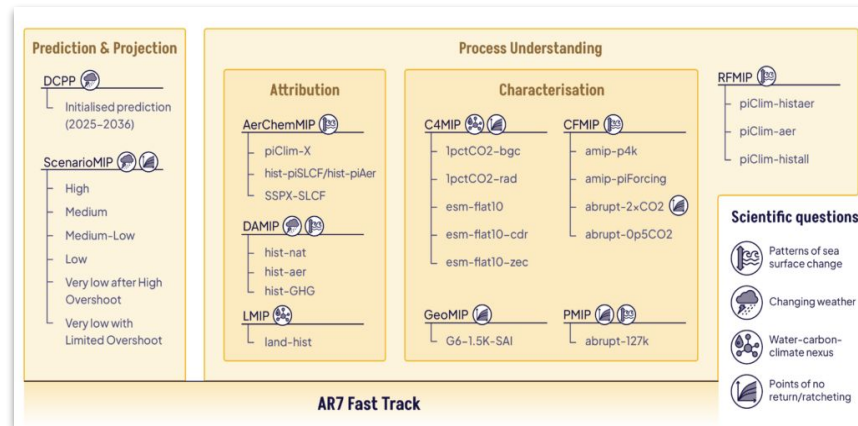 Prediction & Projection
DCPP
Initialised prediction
(2025-2036)
ScenarioMIP
High
Medium
Medium-Low
Low
Very low after High
Overshoot
Very low with
Limited Overshoot
Process Understanding
Attribution
AerChemMIP
piClim-X
hist-piSLCF/hist-piAer
SSPX-SLCF
DAMIP
hist-nat
hist-aer
hist-GHG
LMIP
land-hist
Characterisation
C4MIP
1pctCO2-bgc
1pctCO2-rad
esm-flat10
esm-flat10-cdr
esm-flat10-zec
CFMIP
amip-p4k
amip-piForcing
abrupt-2×CO2
abrupt-0p5CO2
GeoMIP
G6-1.5K-SAI
PMIP
abrupt-127k
RFMIP
piClim-histaer
piClim-aer
piClim-histall
Scientific questions
Patterns of sea
surface change
Changing weather
Water-carbon-
climate nexus
Points of no
return/ratcheting
AR7 Fast Track